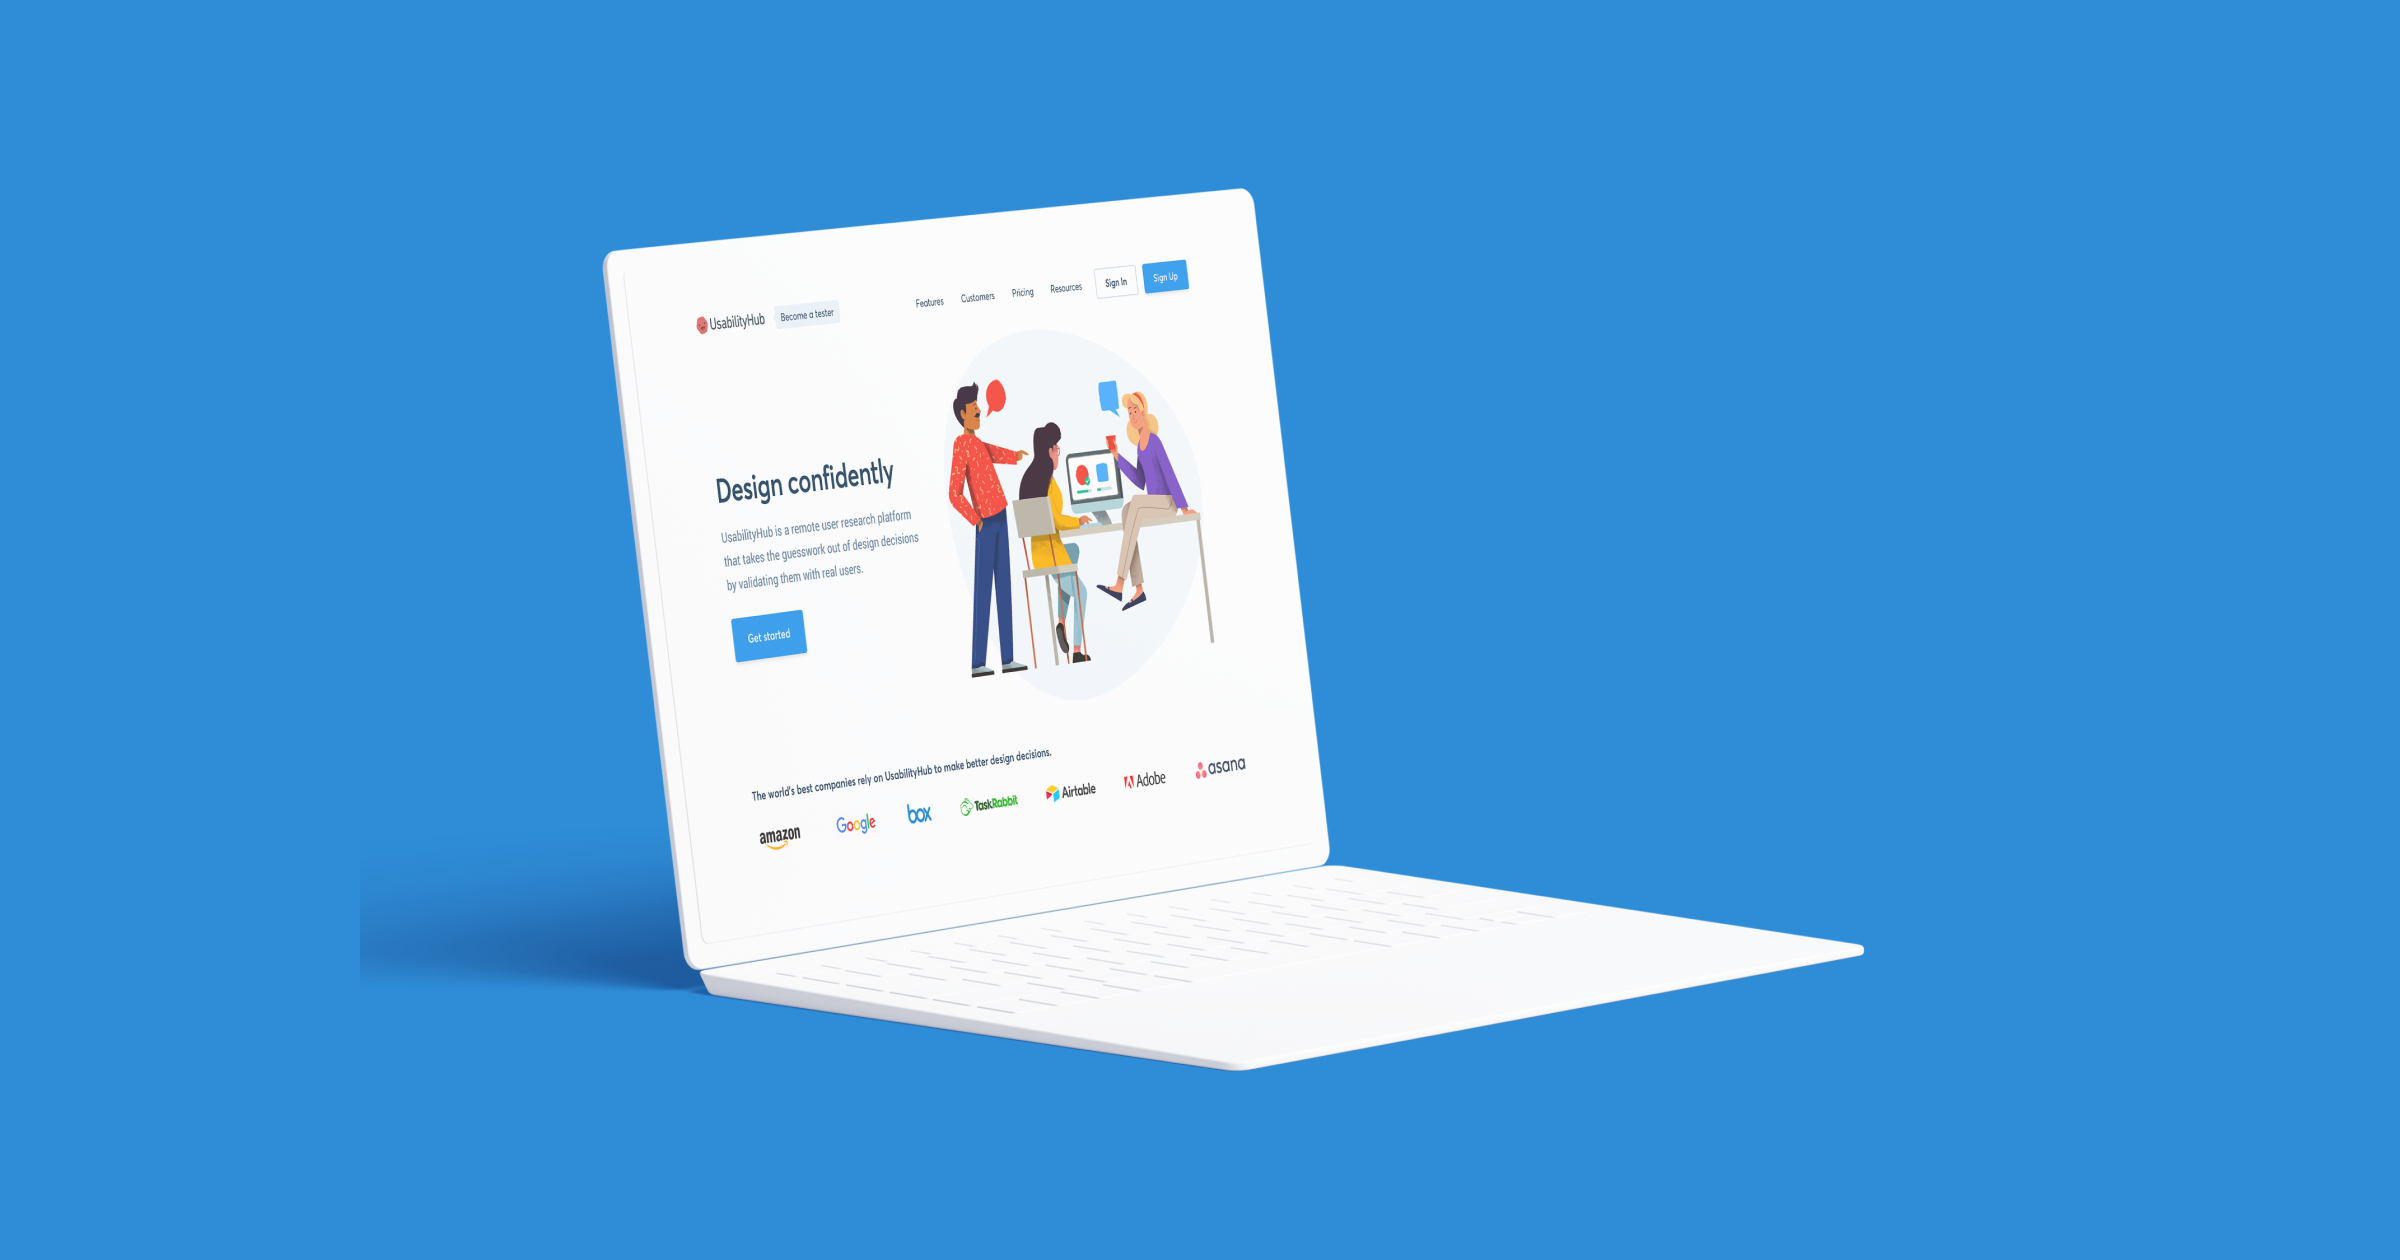 UsabilityHub
Become a tester
Features
Customers
Pricing
Resources
Sign In
Sign Up
Design confidently
UsabilityHub is a remote user research platform
that takes the guesswork out of design decisions
by validating them with real users.
Get started
The world's best companies rely on UsabilityHub to make better design decisions.
amazon
Google
box
TaskRabbit
Airtable
Adobe
asana